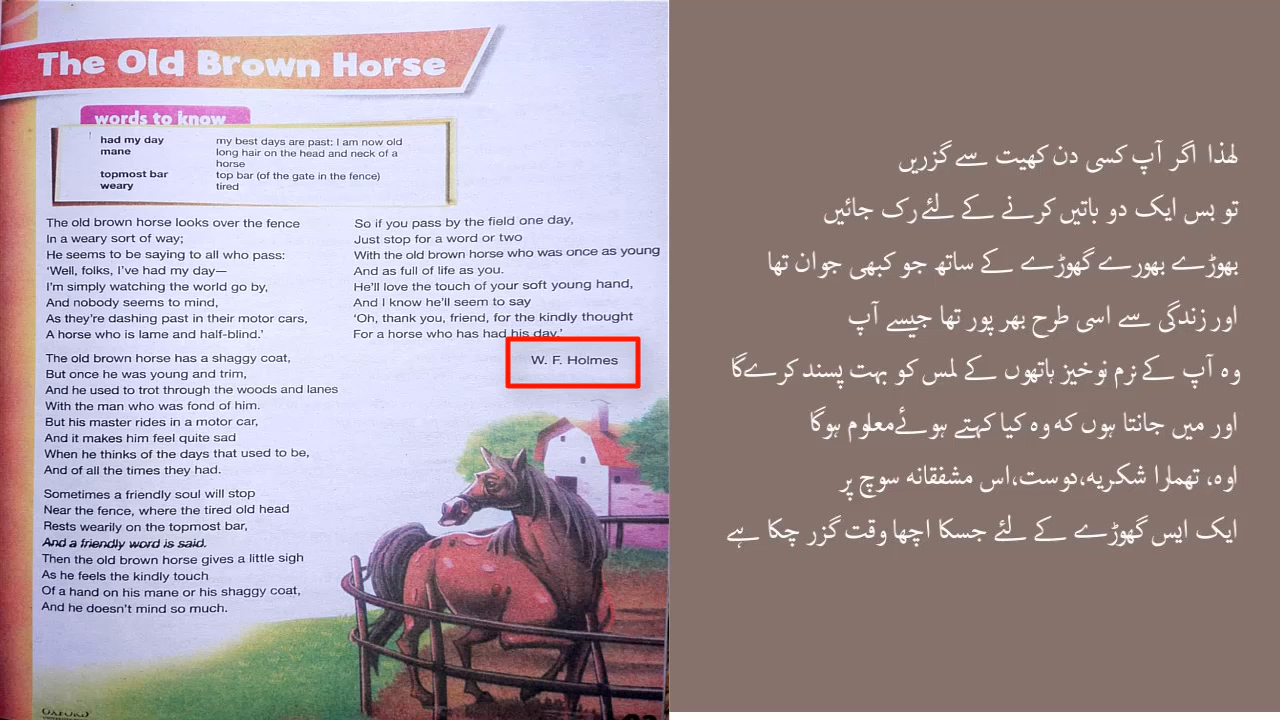 The Old Brown Horse
words to know
had my day my best days are past: I am now old
mane long hair on the head and neck of a
horse
topmost bar top bar (of the gate in the fence)
weary tired
The old brown horse looks over the fence
In a weary sort of way;
He seems to be saying to all who pass:
‘Well, folks, I’ve had my day—
I’m simply watching the world go by,
And nobody seems to mind,
As they’re dashing past in their motor cars,
A horse who is lame and half-blind.’
The old brown horse has a shaggy coat,
But once he was young and trim,
And he used to trot through the woods and lanes
With the man who was fond of him.
But his master rides in a motor car,
And it makes him feel quite sad
When he thinks of the days that used to be,
And of all the times they had.
Sometimes a friendly soul will stop
Near the fence, where the tired old head
Rests wearily on the topmost bar,
And a friendly word is said.
Then the old brown horse gives a little sigh
As he feels the kindly touch
Of a hand on his mane or his shaggy coat,
And he doesn’t mind so much.
So if you pass by the field one day,
Just stop for a word or two
With the old brown horse who was once as young
And as full of life as you.
He’ll love the touch of your soft young hand,
And I know he’ll seem to say
‘Oh, thank you, friend, for the kindly thought
For a horse who has had his day.’
W. F. Holmes
OXFORD
لھذا اگر آپ کسی دن کھیت سے گزریں
تو بس ایک دو باتیں کرنے کے لئے رک جائیں
بھوڑے بھورے گھوڑے کے ساتھ جو کبھی جوان تھا
اور زندگی سے اسی طرح بھر پور تھا جیسے آپ
وہ آپ کے نرم نوخیز ہاتھوں کے لمس کو بہت پسند کرےگا
اور میں جانتا ہوں کہ وہ کیا کہتے ہوئےمعلوم ہوگا
اوہ، تھمارا شکریہ،دوست،اس مشفقانہ سوچ پر
ایک ایس گھوڑے کے لئے جسکا اچھا وقت گزر چکا ہے